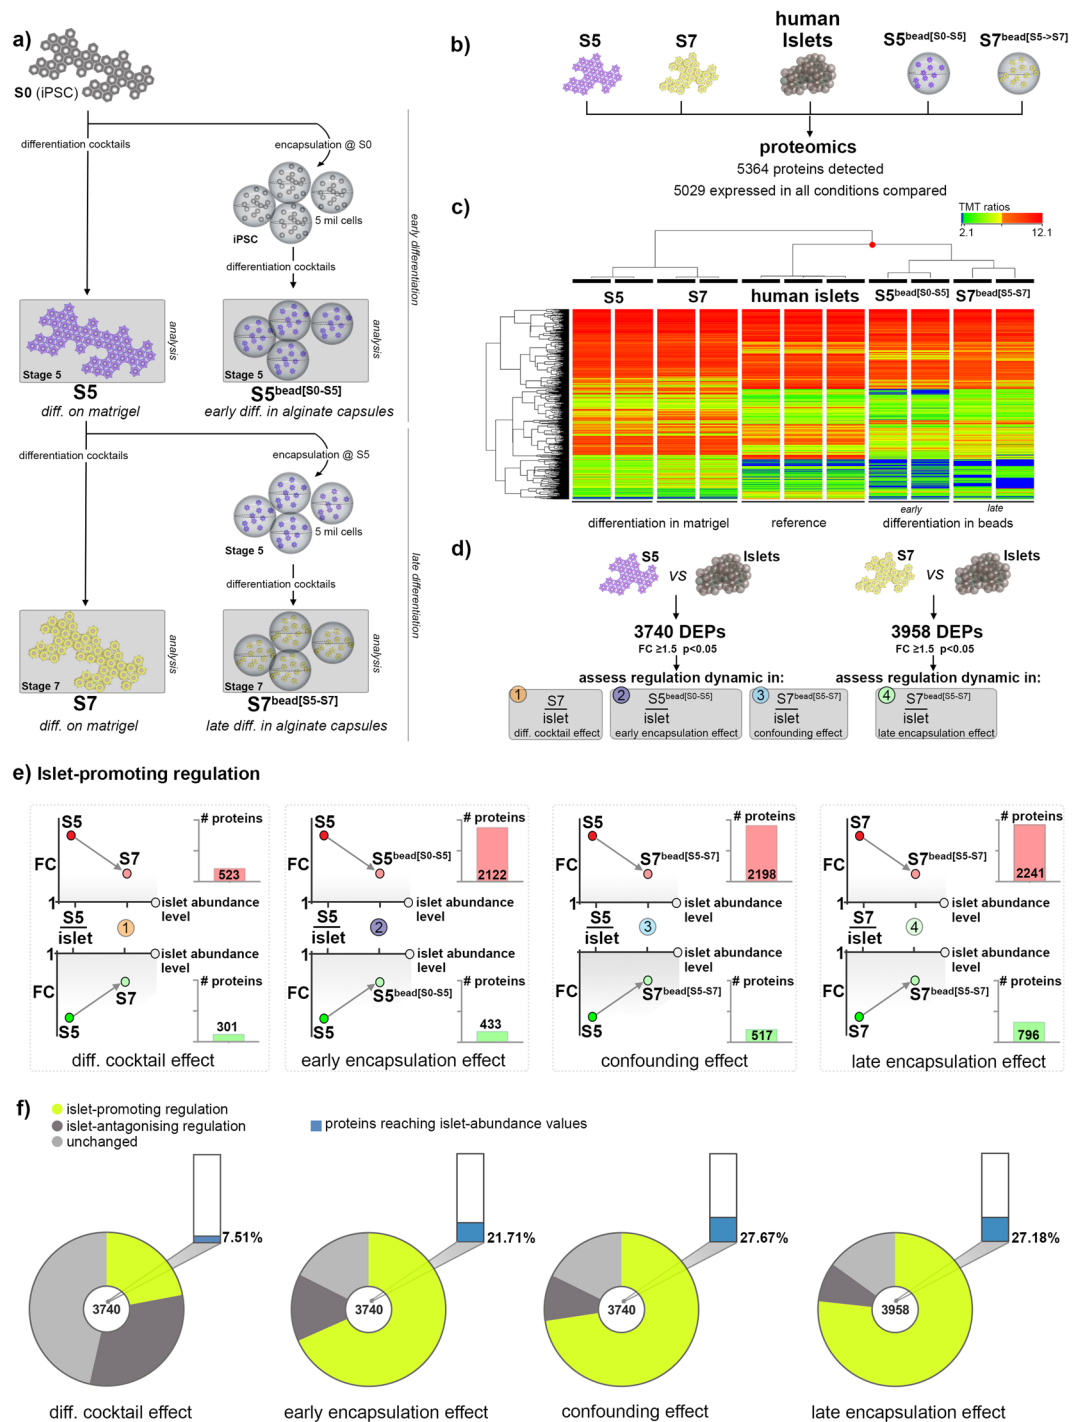 a)
S0 (iPSC)
differentiation cocktails
encapsulation @ S0
5 mil cells
iPSC
differentiation cocktails
early differentiation
Stage 5
analysis
Stage 5
analysis
S5
diff. on matrigel
S5bead[S0-S5]
early diff. in alginate capsules
differentiation cocktails
encapsulation @ S5
Stage 5
5 mil cells
differentiation cocktails
late differentiation
Stage 7
analysis
Stage 7
analysis
S7
diff. on matrigel
S7bead[S5-S7]
late diff. in alginate capsules
b)
S5
S7
human
Islets
S5bead[S0-S5]
S7bead[S5->S7]
proteomics
5364 proteins detected
5029 expressed in all conditions compared
c)
TMT ratios
2.1
12.1
S5
S7
human islets
S5bead[S0-S5]
S7bead[S5-S7]
early
late
differentiation in matrigel
reference
differentiation in beads
d)
S5
vs
Islets
S7
vs
Islets
3740 DEPs
FC ≥1.5 p<0.05
3958 DEPs
FC ≥1.5 p<0.05
assess regulation dynamic in:
assess regulation dynamic in:
1
S7
islet
diff. cocktail effect
2
S5bead[S0-S5]
islet
early encapsulation effect
3
S7bead[S5-S7]
islet
confounding effect
4
S7bead[S5-S7]
islet
late encapsulation effect
e) Islet-promoting regulation
S5
S7
FC
1
# proteins
523
islet abundance
level
S5
islet
1
1
islet abundance
level
FC
S5
S7
# proteins
301
diff. cocktail effect
S5
S5bead[S0-S5]
FC
1
# proteins
2122
islet abundance
level
S5
islet
2
1
islet abundance
level
FC
S5
S5bead[S0-S5]
# proteins
433
early encapsulation effect
S5
S7bead[S5-S7]
FC
1
# proteins
2198
islet abundance
level
S5
islet
3
1
islet abundance
level
FC
S5
S7bead[S5-S7]
# proteins
517
confounding effect
S7
S7bead[S5-S7]
FC
1
# proteins
2241
islet abundance
level
S7
islet
4
1
islet abundance
level
FC
S7
S7bead[S5-S7]
# proteins
796
late encapsulation effect
f)
islet-promoting regulation
islet-antagonising regulation
unchanged
proteins reaching islet-abundance values
7.51%
3740
diff. cocktail effect
21.71%
3740
early encapsulation effect
27.67%
3740
confounding effect
27.18%
3958
late encapsulation effect